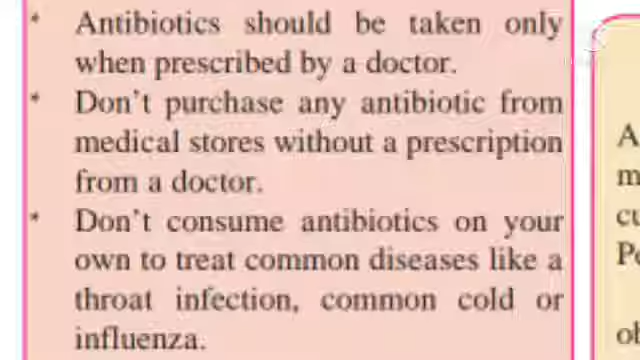 * Antibiotics should be taken only
when prescribed by a doctor.
* Don't purchase any antibiotic from
medical stores without a prescription
from a doctor.
* Don't consume antibiotics on your
own to treat common diseases like a
throat infection, common cold or
influenza.